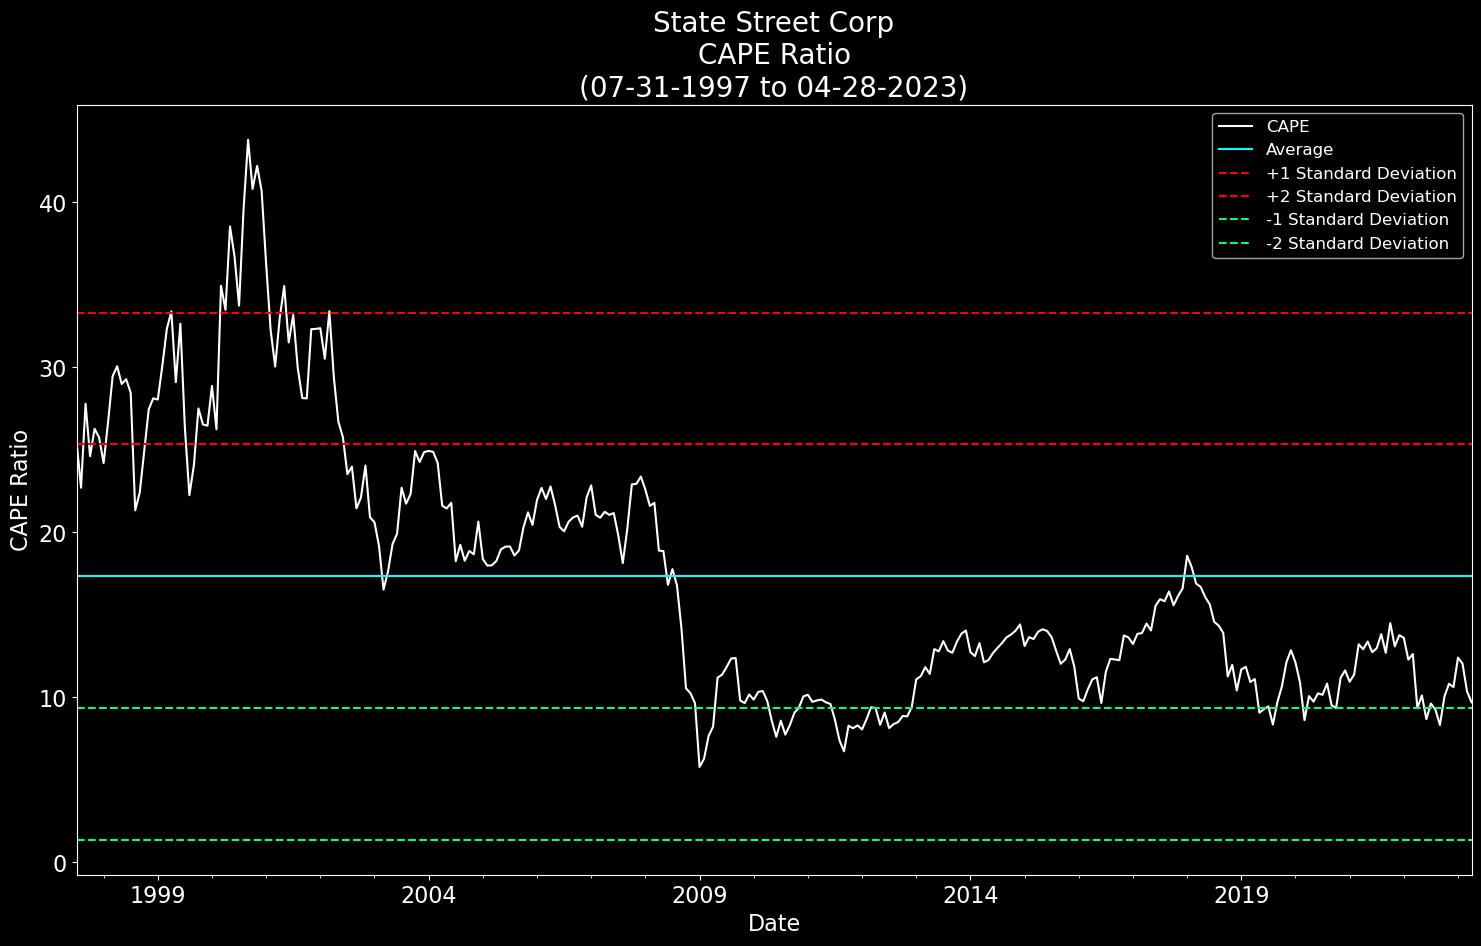 State Street Corp
CAPE Ratio
(07-31-1997 to 04-28-2023)
CAPE
Average
+1 Standard Deviation
+2 Standard Deviation
-1 Standard Deviation
-2 Standard Deviation
CAPE Ratio
40
30
20
10
0
1999
2004
2009
2014
2019
Date